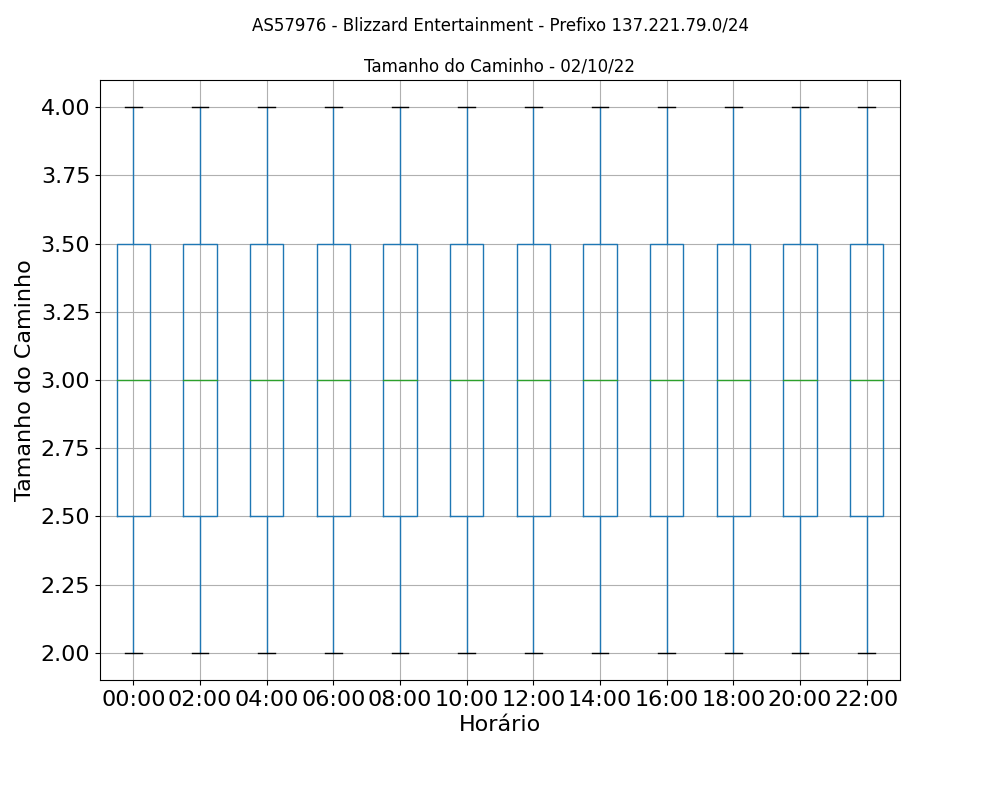 AS57976 - Blizzard Entertainment - Prefixo 137.221.79.0/24
Tamanho do Caminho - 02/10/22
4.00
3.75
3.50
3.25
3.00
2.75
2.50
2.25
2.00
Tamanho do Caminho
00:00 02:00 04:00 06:00 08:00 10:00 12:00 14:00 16:00 18:00 20:00 22:00
Horário